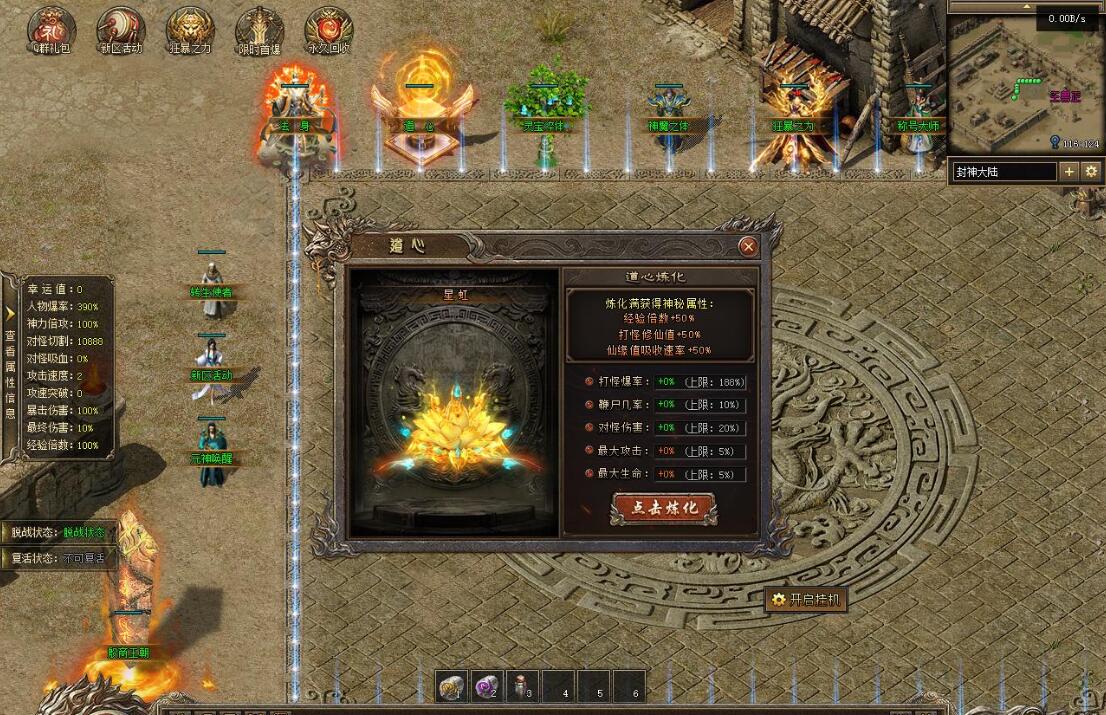 Q群礼包
新区活动
狂暴之力
限时首爆
永久回收
0.00B/s
法 身
道 心
灵宝躯体
神魔之体
狂暴之力
称号大师
118:124
封神大陆
道 心
星虹
道心炼化
炼化满获得神秘属性:
经验倍数+50%
打怪修仙值+50%
仙缘值吸收速率+50%
打怪爆率: +0% (上限: 188%)
鞭尸几率: +0% (上限: 10%)
对怪伤害: +0% (上限: 20%)
最大攻击: +0% (上限: 5%)
最大生命: +0% (上限: 5%)
点击炼化
查看属性信息
幸运值: 0
人物爆率: 390%
神力倍攻: 100%
对怪切割: 10888
对怪吸血: 0%
攻击速度: 2
攻速突破: 0
暴击伤害: 100%
最终伤害: 10%
经验倍数: 100%
转生使者
新区活动
元神唤醒
脱战状态: 脱战状态
复活状态: 不可复活
殷商王朝
开启挂机
1
2
3
4
5
6